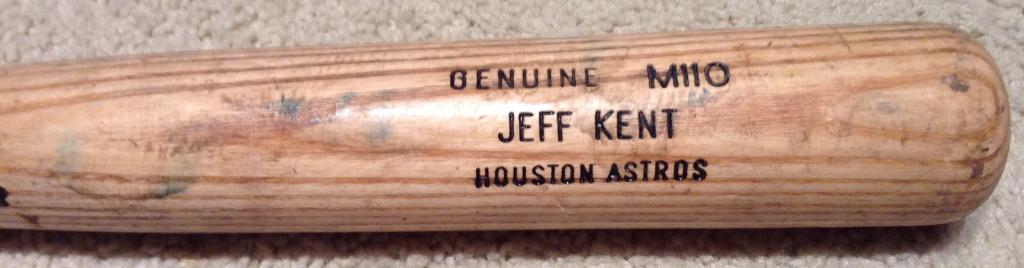 GENUINE M110
JEFF KENT
HOUSTON ASTROS